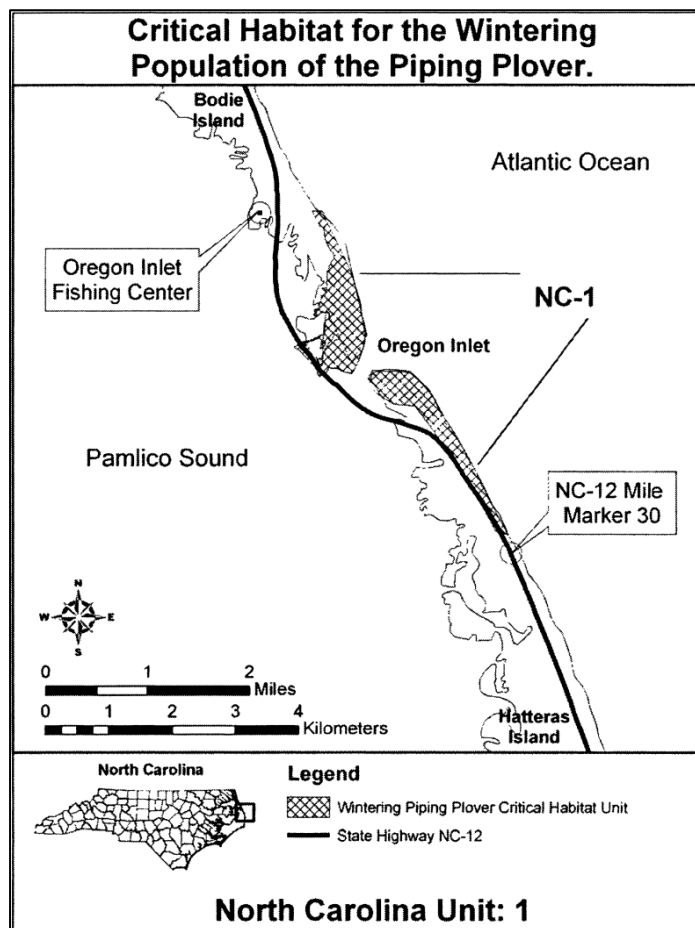 Critical Habitat for the Wintering
Population of the Piping Plover.
Bodie
Island
Atlantic Ocean
Oregon Inlet
Fishing Center
NC-1
Oregon Inlet
Pamlico Sound
NC-12 Mile
Marker 30
N
W E
S
0 1 2
Miles
0 1 2 3 4
Kilometers
Hatteras
Island
North Carolina
Legend
Wintering Piping Plover Critical Habitat Unit
State Highway NC-12
North Carolina Unit: 1